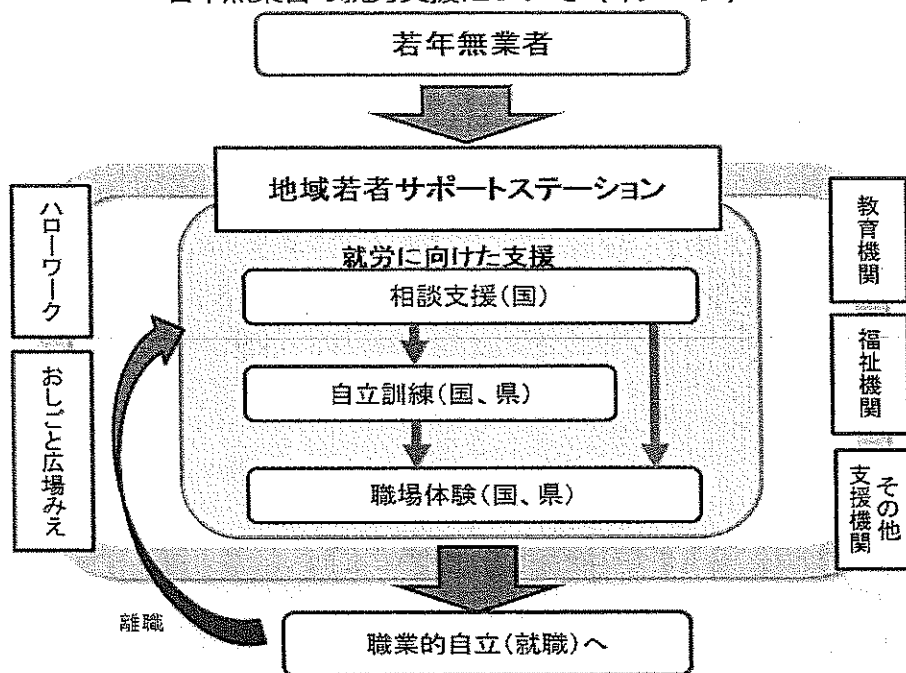 若年無業者
地域若者サポートステーション
ハローワーク
おしごと広場みえ
就労に向けた支援
相談支援(国)
自立訓練(国、県)
職場体験(国、県)
教育機関
福祉機関
その他
支援機関
離職
職業的自立(就職)へ